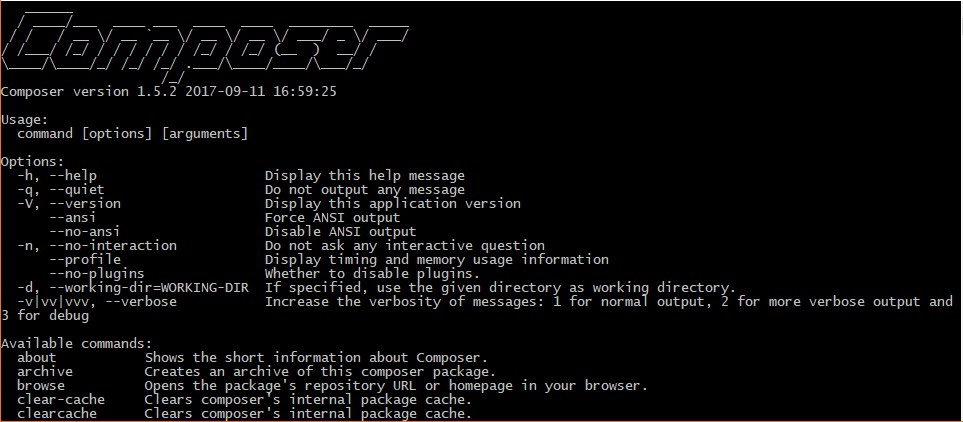 Composer
Composer version 1.5.2 2017-09-11 16:59:25
Usage:
command [options] [arguments]
Options:
-h, --help Display this help message
-q, --quiet Do not output any message
-V, --version Display this application version
--ansi Force ANSI output
--no-ansi Disable ANSI output
-n, --no-interaction Do not ask any interactive question
--profile Display timing and memory usage information
--no-plugins Whether to disable plugins.
-d, --working-dir=WORKING-DIR If specified, use the given directory as working directory.
-v|vv|vvv, --verbose Increase the verbosity of messages: 1 for normal output, 2 for more verbose output and
3 for debug
Available commands:
about Shows the short information about Composer.
archive Creates an archive of this composer package.
browse Opens the package's repository URL or homepage in your browser.
clear-cache Clears composer's internal package cache.
clearcache Clears composer's internal package cache.